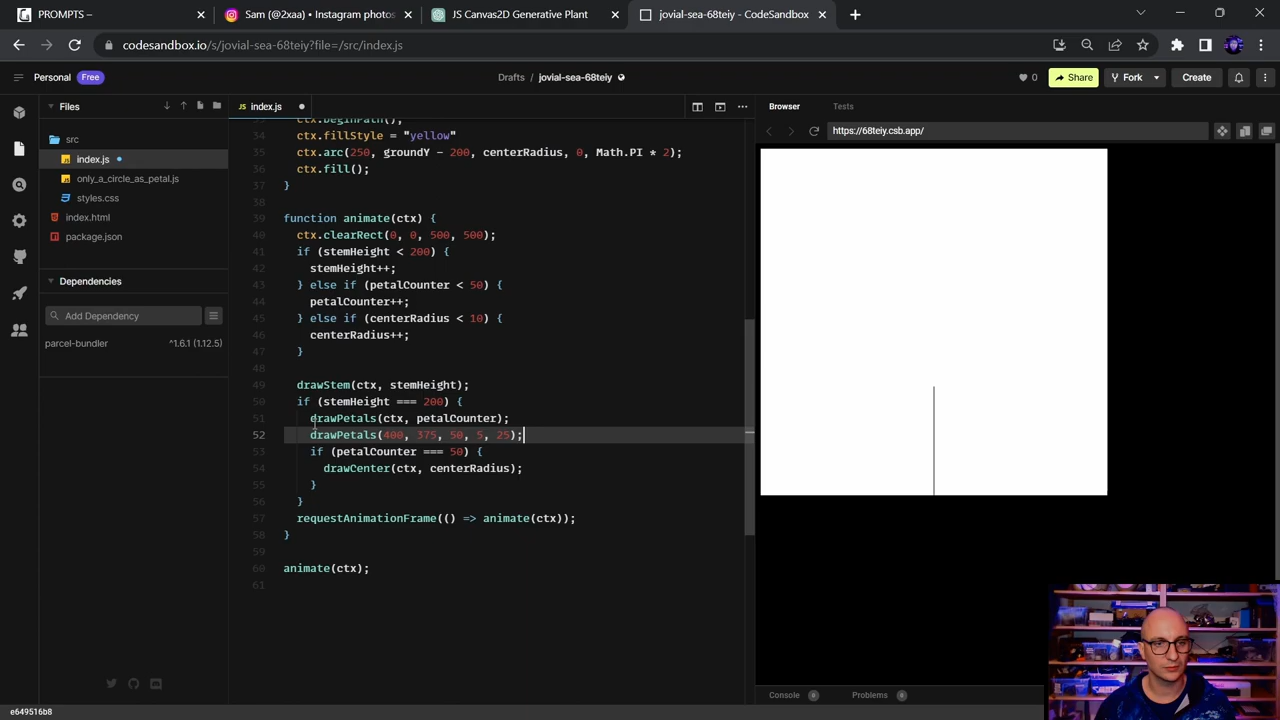 PROMPTS –
Sam (@2xaa) • Instagram photos
JS Canvas2D Generative Plant
jovial-sea-68teiy - CodeSandbox
codesandbox.io/s/jovial-sea-68teiy?file=/src/index.js
Personal Free
Drafts / jovial-sea-68teiy
0
Share
Fork
Create
Files
src
index.js
only_a_circle_as_petal.js
styles.css
index.html
package.json
Dependencies
Add Dependency
parcel-bundler ^1.6.1 (1.12.5)
index.js
33 ctx.beginPath();
34 ctx.fillStyle = "yellow"
35 ctx.arc(250, groundY - 200, centerRadius, 0, Math.PI * 2);
36 ctx.fill();
37 }
38
39 function animate(ctx) {
40 ctx.clearRect(0, 0, 500, 500);
41 if (stemHeight < 200) {
42 stemHeight++;
43 } else if (petalCounter < 50) {
44 petalCounter++;
45 } else if (centerRadius < 10) {
46 centerRadius++;
47 }
48
49 drawStem(ctx, stemHeight);
50 if (stemHeight === 200) {
51 drawPetals(ctx, petalCounter);
52 drawPetals(400, 375, 50, 5, 25);
53 if (petalCounter === 50) {
54 drawCenter(ctx, centerRadius);
55 }
56 }
57 requestAnimationFrame(() => animate(ctx));
58 }
59
60 animate(ctx);
61
Browser
Tests
https://68teiy.csb.app/
Console 0
Problems 0
e649516b8